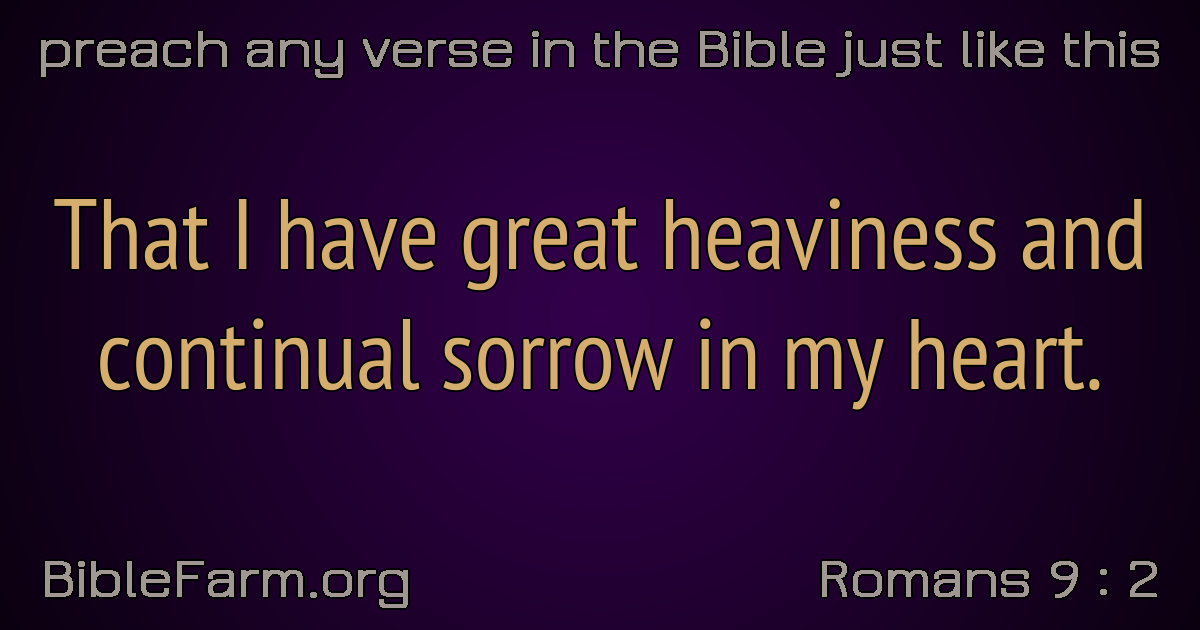 preach any verse in the Bible just like this
That I have great heaviness and
continual sorrow in my heart.
BibleFarm.org
Romans 9 : 2